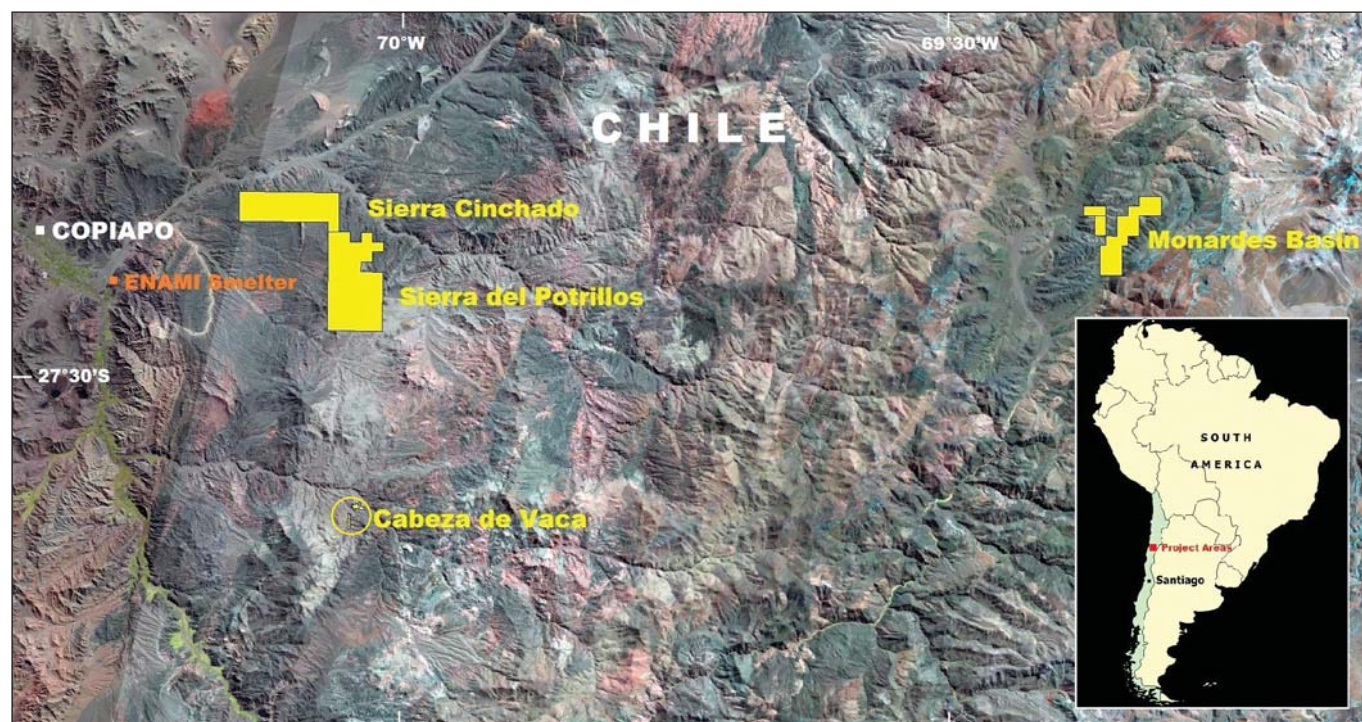 70°W
69°30'W
CHILE
Sierra Cinchado
COPIAPO
Monardes Basin
ENAMI Smelter
Sierra del Potrillos
27°30'S
SOUTH
AMERICA
Cabeza de Vaca
Project Areas
Santiago